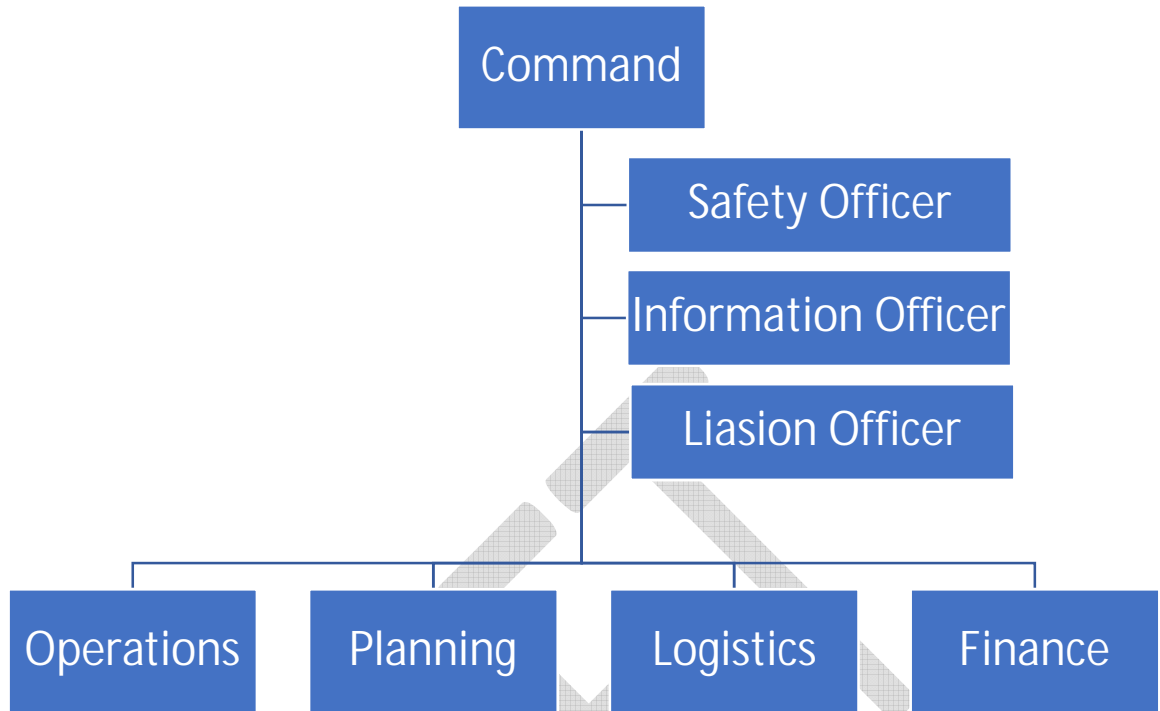 Command
Safety Officer
Information Officer
Liasion Officer
Operations
Planning
Logistics
Finance